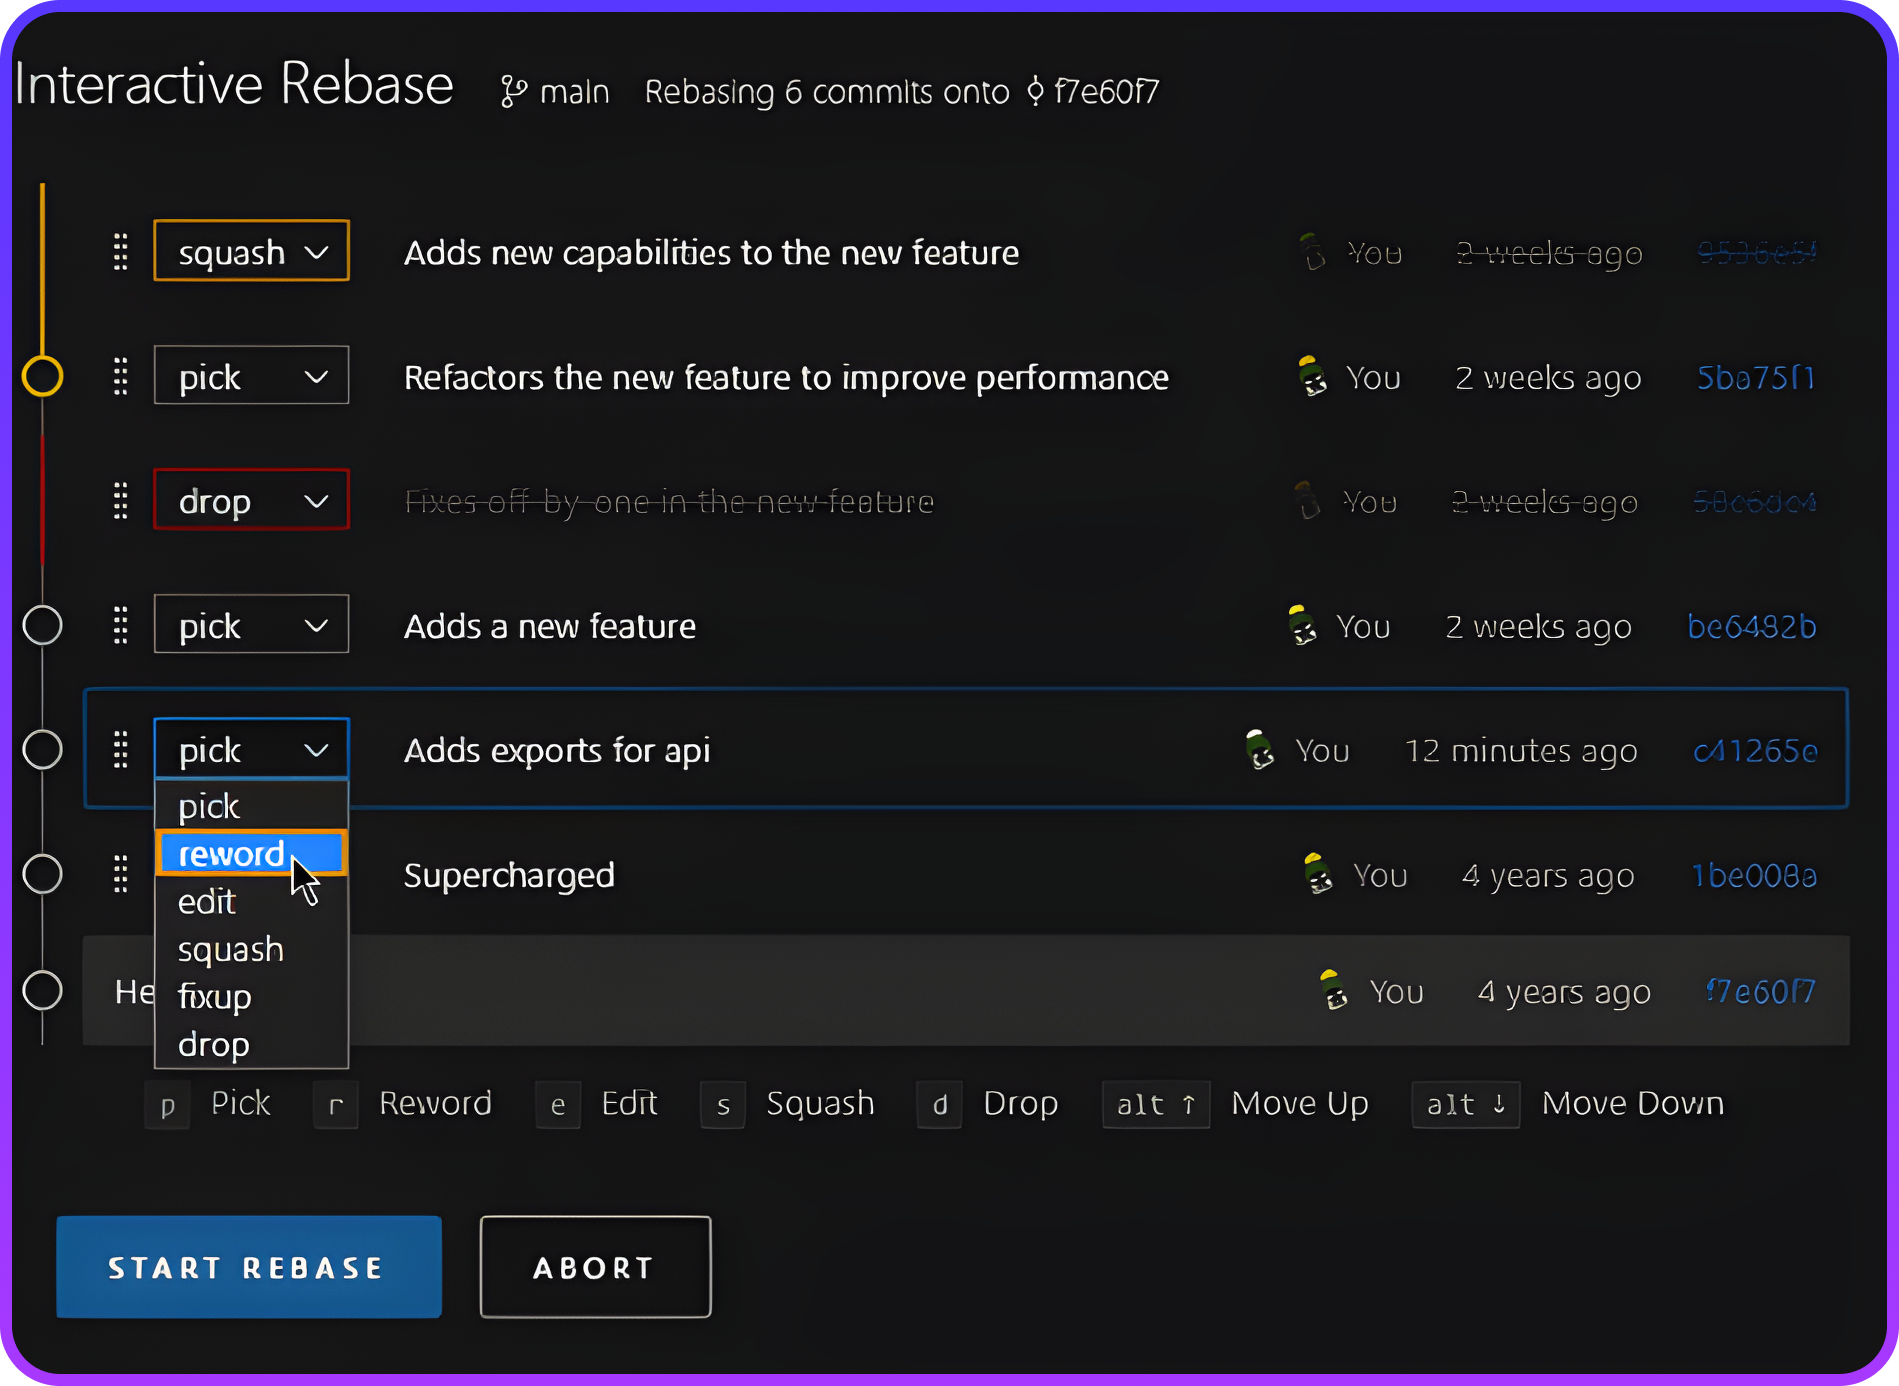 Interactive Rebase main Rebasing 6 commits onto f7e60f7
squash Adds new capabilities to the new feature You 2 weeks ago
pick Refactors the new feature to improve performance You 2 weeks ago 5ba75f1
drop Fixes off-by-one in the new feature You 2 weeks ago
pick Adds a new feature You 2 weeks ago be6482b
pick Adds exports for api You 12 minutes ago c41265e
pick
reword
Supercharged You 4 years ago 1be008a
edit
squash
He You 4 years ago f7e60f7
fixup
drop
p Pick r Reword e Edit s Squash d Drop alt ↑ Move Up alt ↓ Move Down
START REBASE ABORT